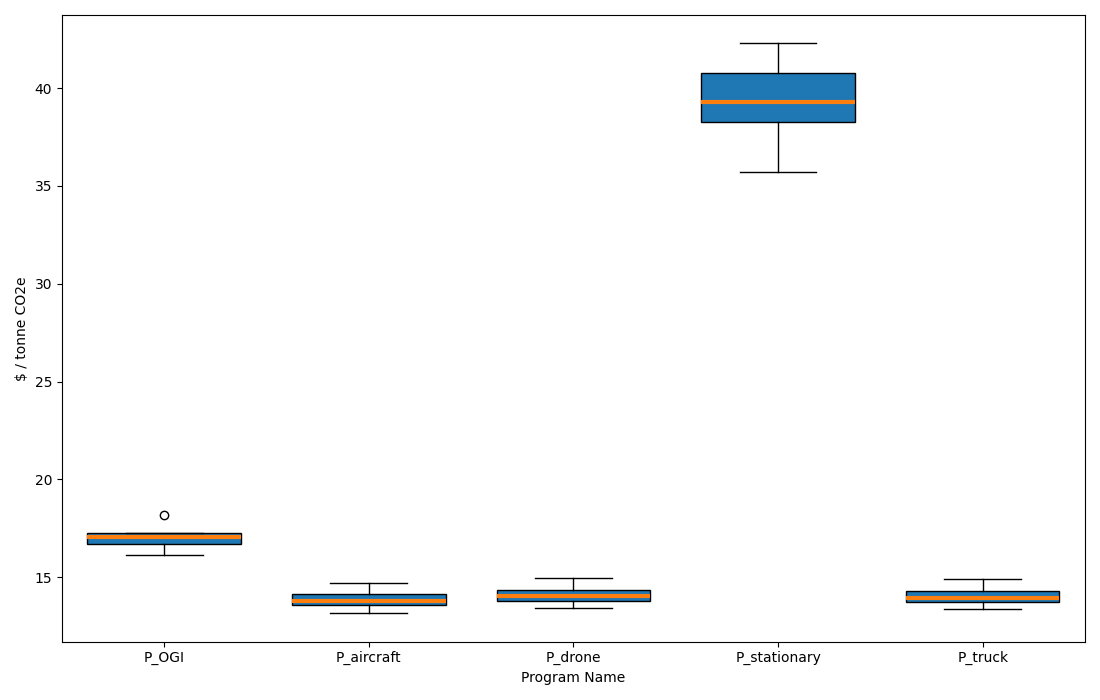 $ / tonne CO2e
40
35
30
25
20
15
P_OGI
P_aircraft
P_drone
P_stationary
P_truck
Program Name